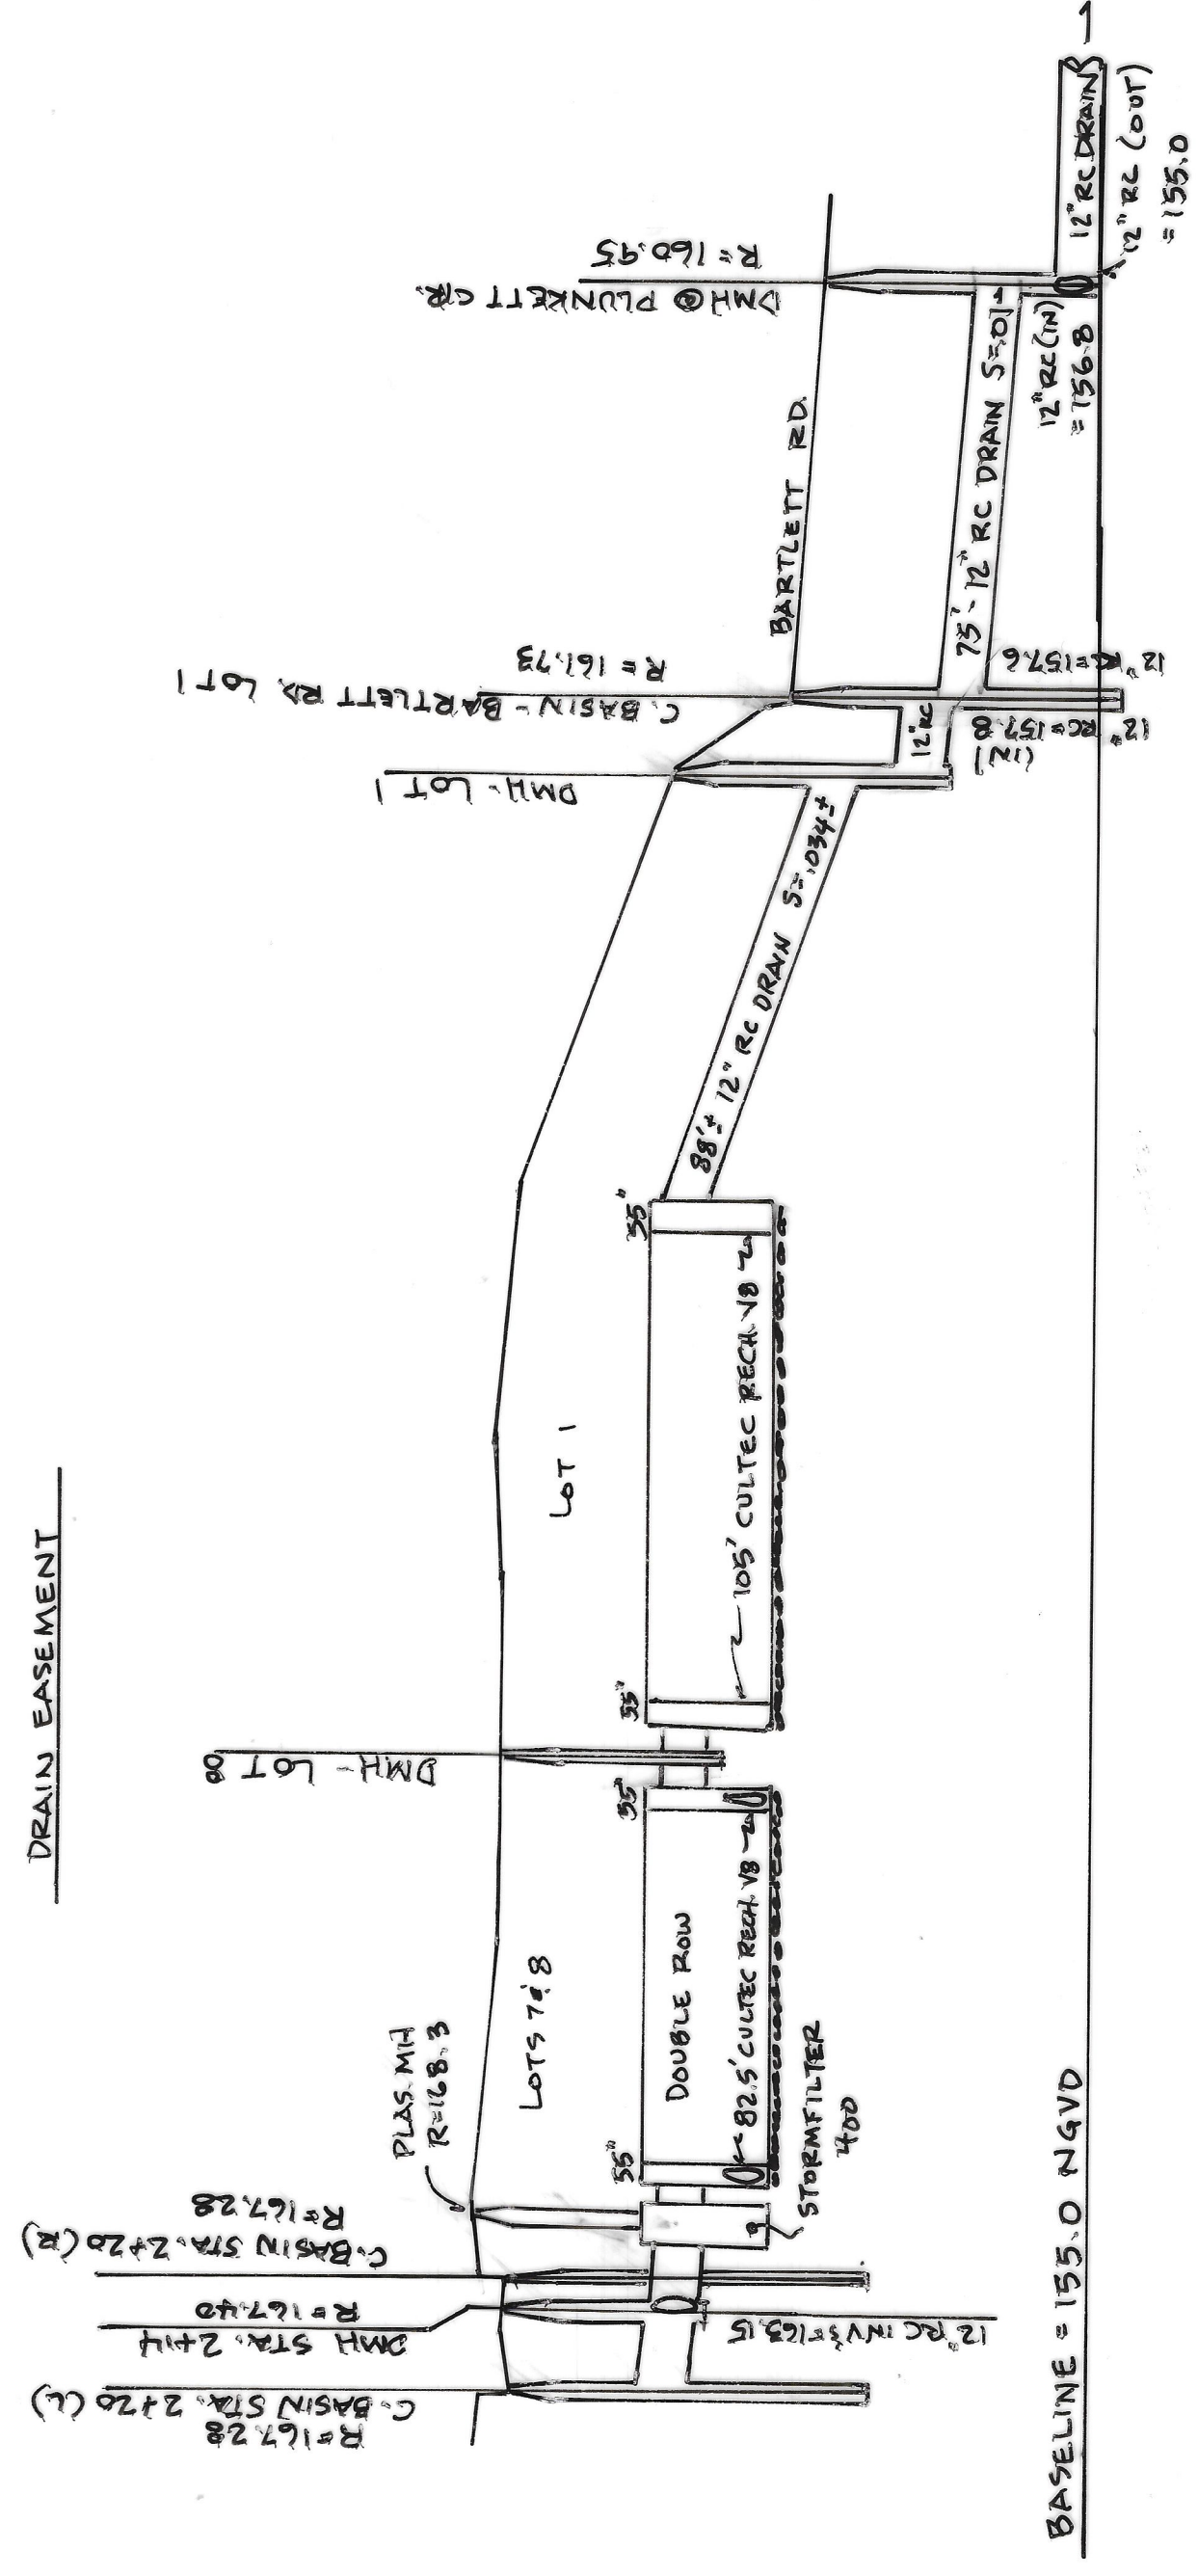 DRAIN EASEMENT
R=167.28
C. BASIN STA. 2+20 (L)
DMH STA. 2+14
R=167.40
C. BASIN STA. 2+20 (R)
R=167.28
PLAS. MH
R=168.3
12" RC INV'S=163.15
STORMFILTER
400
LOTS 7 & 8
55"
DOUBLE ROW
82.5' CULTEC RECH. V8
55"
DMH - LOT 8
55"
LOT 1
105' CULTEC RECH. V8
55"
88'± 12" RC DRAIN S=.034±
DMH - LOT 1
12" RC
C. BASIN - BARTLETT RD. LOT 1
R=161.73
12" RC=157.8
(IN)
12" RC=157.6
BARTLETT RD.
75'- 12" RC DRAIN S=.01
DMH @ PLUNKETT CIR.
R=160.95
12" RC (IN)
=156.8
12" RC DRAIN
12" RC (OUT)
=155.0
1
BASELINE = 155.0 NGVD